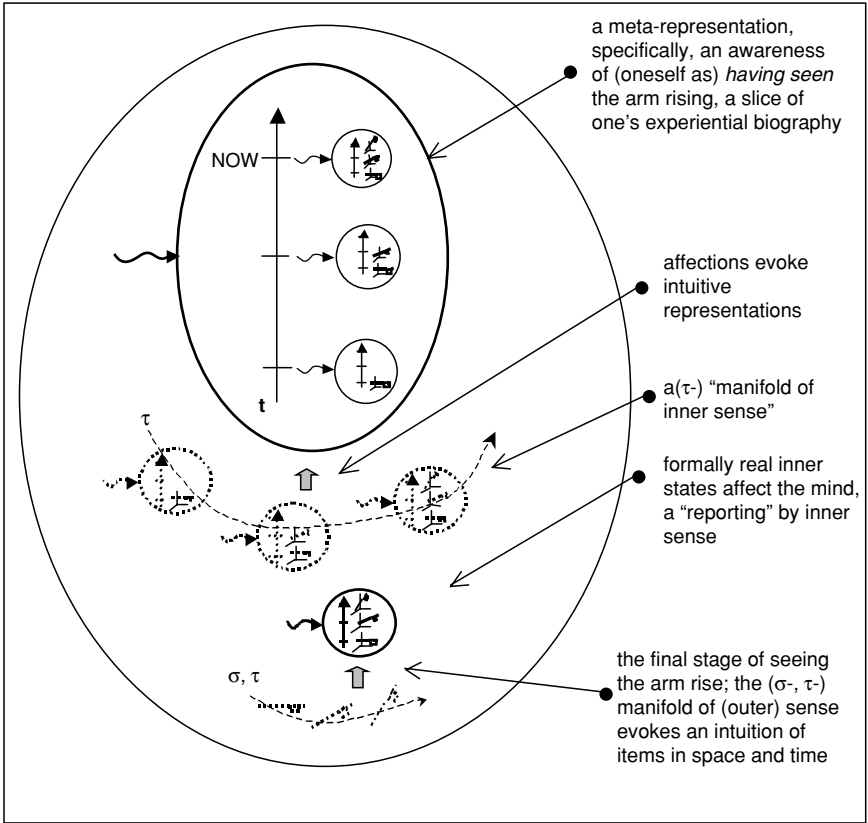 a meta-representation,
specifically, an awareness
of (oneself as) having seen
the arm rising, a slice of
one's experiential biography
NOW
t
affections evoke
intuitive
representations
a(τ-) “manifold of
inner sense”
τ
formally real inner
states affect the mind,
a “reporting” by inner
sense
σ, τ
the final stage of seeing
the arm rise; the (σ-, τ-)
manifold of (outer) sense
evokes an intuition of
items in space and time